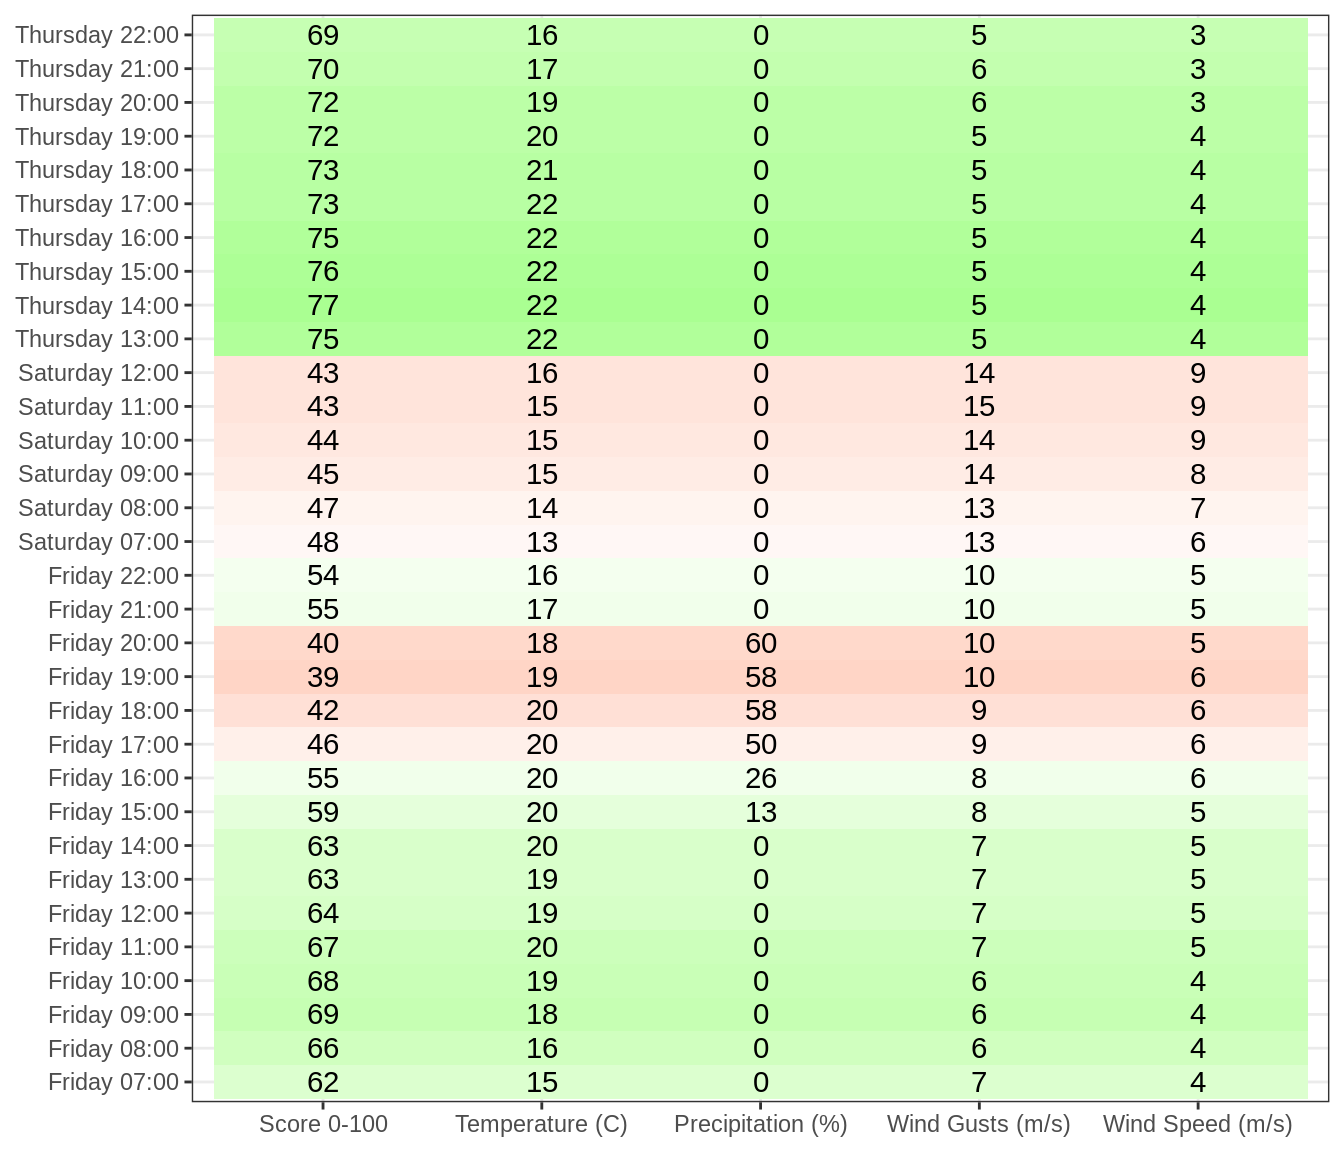 Thursday 22:00 69 16 0 5 3
Thursday 21:00 70 17 0 6 3
Thursday 20:00 72 19 0 6 3
Thursday 19:00 72 20 0 5 4
Thursday 18:00 73 21 0 5 4
Thursday 17:00 73 22 0 5 4
Thursday 16:00 75 22 0 5 4
Thursday 15:00 76 22 0 5 4
Thursday 14:00 77 22 0 5 4
Thursday 13:00 75 22 0 5 4
Saturday 12:00 43 16 0 14 9
Saturday 11:00 43 15 0 15 9
Saturday 10:00 44 15 0 14 9
Saturday 09:00 45 15 0 14 8
Saturday 08:00 47 14 0 13 7
Saturday 07:00 48 13 0 13 6
Friday 22:00 54 16 0 10 5
Friday 21:00 55 17 0 10 5
Friday 20:00 40 18 60 10 5
Friday 19:00 39 19 58 10 6
Friday 18:00 42 20 58 9 6
Friday 17:00 46 20 50 9 6
Friday 16:00 55 20 26 8 6
Friday 15:00 59 20 13 8 5
Friday 14:00 63 20 0 7 5
Friday 13:00 63 19 0 7 5
Friday 12:00 64 19 0 7 5
Friday 11:00 67 20 0 7 5
Friday 10:00 68 19 0 6 4
Friday 09:00 69 18 0 6 4
Friday 08:00 66 16 0 6 4
Friday 07:00 62 15 0 7 4
Score 0-100 Temperature (C) Precipitation (%) Wind Gusts (m/s) Wind Speed (m/s)